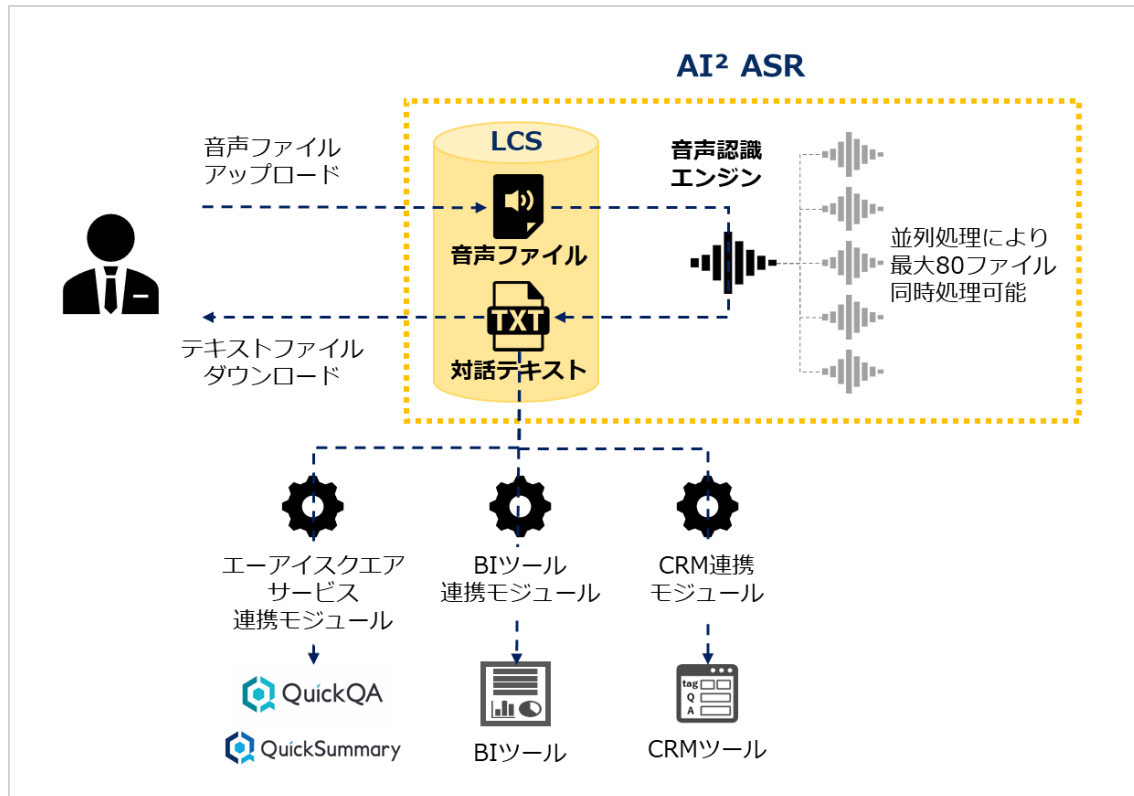 AI² ASR
音声ファイル
アップロード
LCS
音声ファイル
音声認識
エンジン
並列処理により
最大80ファイル
同時処理可能
TXT
対話テキスト
テキストファイル
ダウンロード
エーアイスクエア
サービス
連携モジュール
BIツール
連携モジュール
CRM連携
モジュール
QuickQA
QuickSummary
BIツール
tag
Q
A
CRMツール